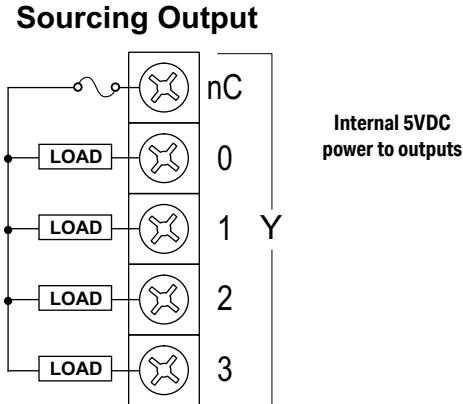 Sourcing Output
nC
Internal 5VDC
power to outputs
LOAD 0
LOAD 1 Y
LOAD 2
LOAD 3